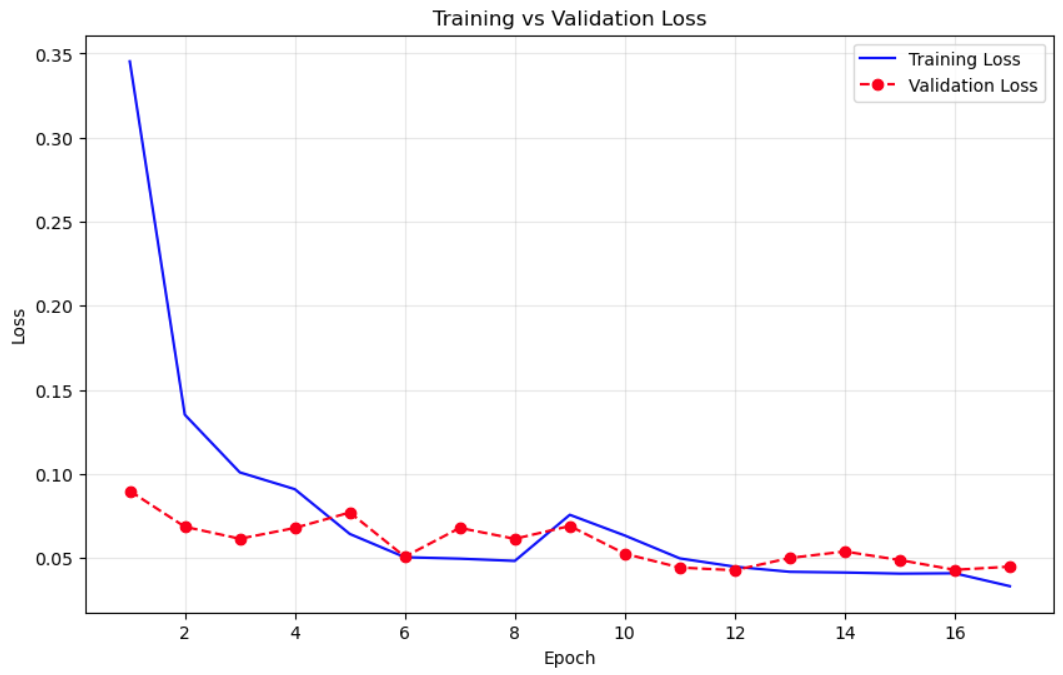 Training vs Validation Loss
Training Loss
Validation Loss
0.35
0.30
0.25
0.20
0.15
0.10
0.05
Loss
2 4 6 8 10 12 14 16
Epoch